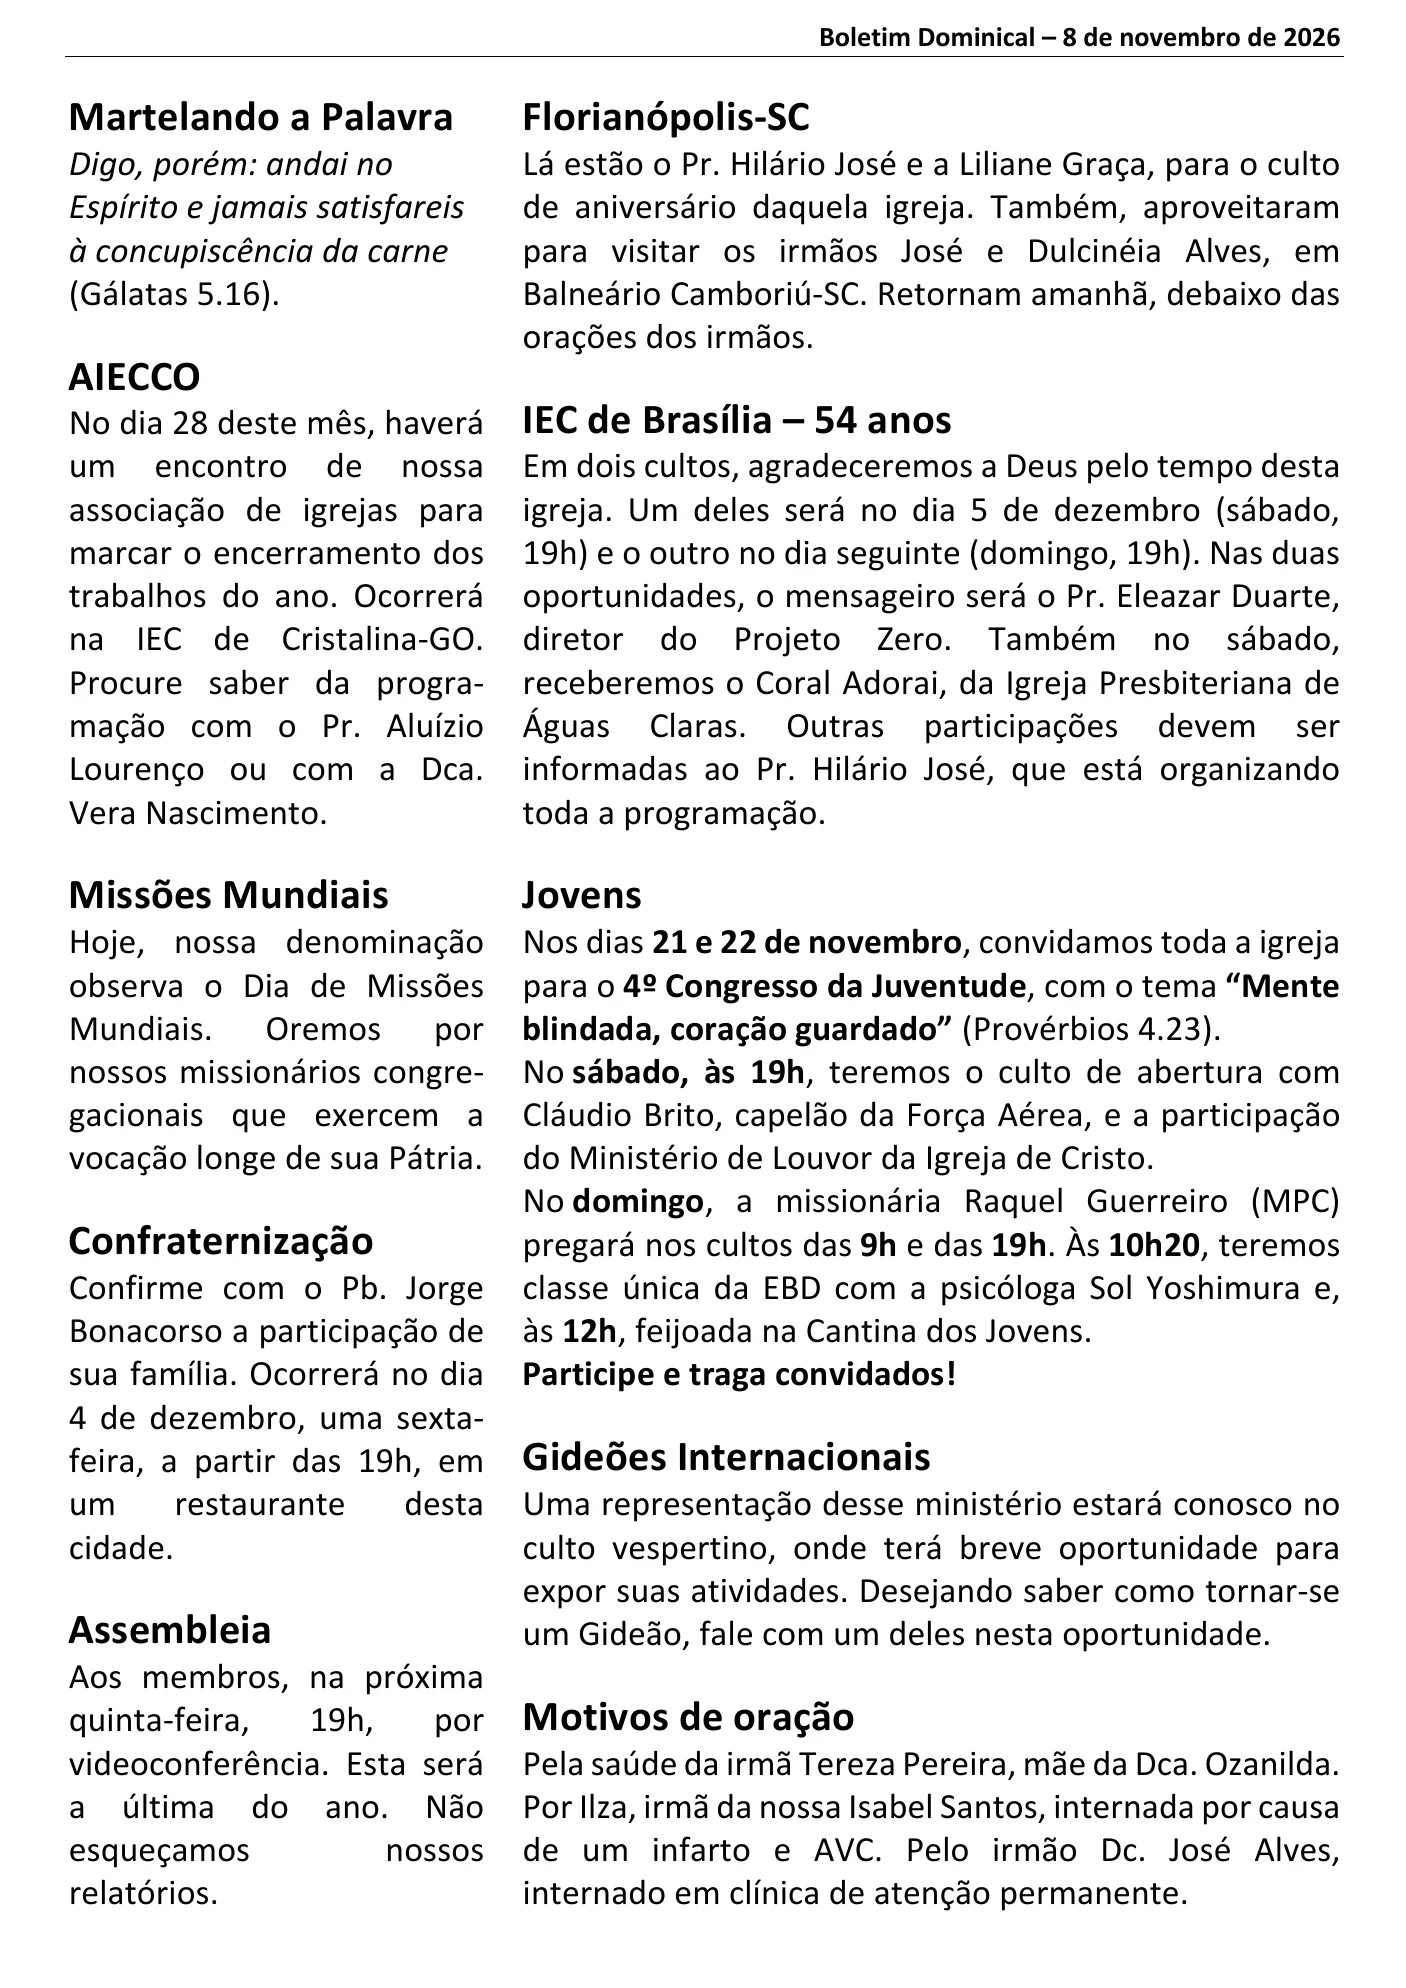 Boletim Dominical – 8 de novembro de 2026
Martelando a Palavra
Digo, porém: andai no
Espírito e jamais satisfareis
à concupiscência da carne
(Gálatas 5.16).
AIECCO
No dia 28 deste mês, haverá
um encontro de nossa
associação de igrejas para
marcar o encerramento dos
trabalhos do ano. Ocorrerá
na IEC de Cristalina-GO.
Procure saber da progra-
mação com o Pr. Aluízio
Lourenço ou com a Dca.
Vera Nascimento.
Missões Mundiais
Hoje, nossa denominação
observa o Dia de Missões
Mundiais. Oremos por
nossos missionários congre-
gacionais que exercem a
vocação longe de sua Pátria.
Confraternização
Confirme com o Pb. Jorge
Bonacorso a participação de
sua família. Ocorrerá no dia
4 de dezembro, uma sexta-
feira, a partir das 19h, em
um restaurante desta
cidade.
Assembleia
Aos membros, na próxima
quinta-feira, 19h, por
videoconferência. Esta será
a última do ano. Não
esqueçamos nossos
relatórios.
Florianópolis-SC
Lá estão o Pr. Hilário José e a Liliane Graça, para o culto
de aniversário daquela igreja. Também, aproveitaram
para visitar os irmãos José e Dulcinéia Alves, em
Balneário Camboriú-SC. Retornam amanhã, debaixo das
orações dos irmãos.
IEC de Brasília – 54 anos
Em dois cultos, agradeceremos a Deus pelo tempo desta
igreja. Um deles será no dia 5 de dezembro (sábado,
19h) e o outro no dia seguinte (domingo, 19h). Nas duas
oportunidades, o mensageiro será o Pr. Eleazar Duarte,
diretor do Projeto Zero. Também no sábado,
receberemos o Coral Adorai, da Igreja Presbiteriana de
Águas Claras. Outras participações devem ser
informadas ao Pr. Hilário José, que está organizando
toda a programação.
Jovens
Nos dias 21 e 22 de novembro, convidamos toda a igreja
para o 4º Congresso da Juventude, com o tema “Mente
blindada, coração guardado” (Provérbios 4.23).
No sábado, às 19h, teremos o culto de abertura com
Cláudio Brito, capelão da Força Aérea, e a participação
do Ministério de Louvor da Igreja de Cristo.
No domingo, a missionária Raquel Guerreiro (MPC)
pregará nos cultos das 9h e das 19h. Às 10h20, teremos
classe única da EBD com a psicóloga Sol Yoshimura e,
às 12h, feijoada na Cantina dos Jovens.
Participe e traga convidados!
Gideões Internacionais
Uma representação desse ministério estará conosco no
culto vespertino, onde terá breve oportunidade para
expor suas atividades. Desejando saber como tornar-se
um Gideão, fale com um deles nesta oportunidade.
Motivos de oração
Pela saúde da irmã Tereza Pereira, mãe da Dca. Ozanilda.
Por Ilza, irmã da nossa Isabel Santos, internada por causa
de um infarto e AVC. Pelo irmão Dc. José Alves,
internado em clínica de atenção permanente.